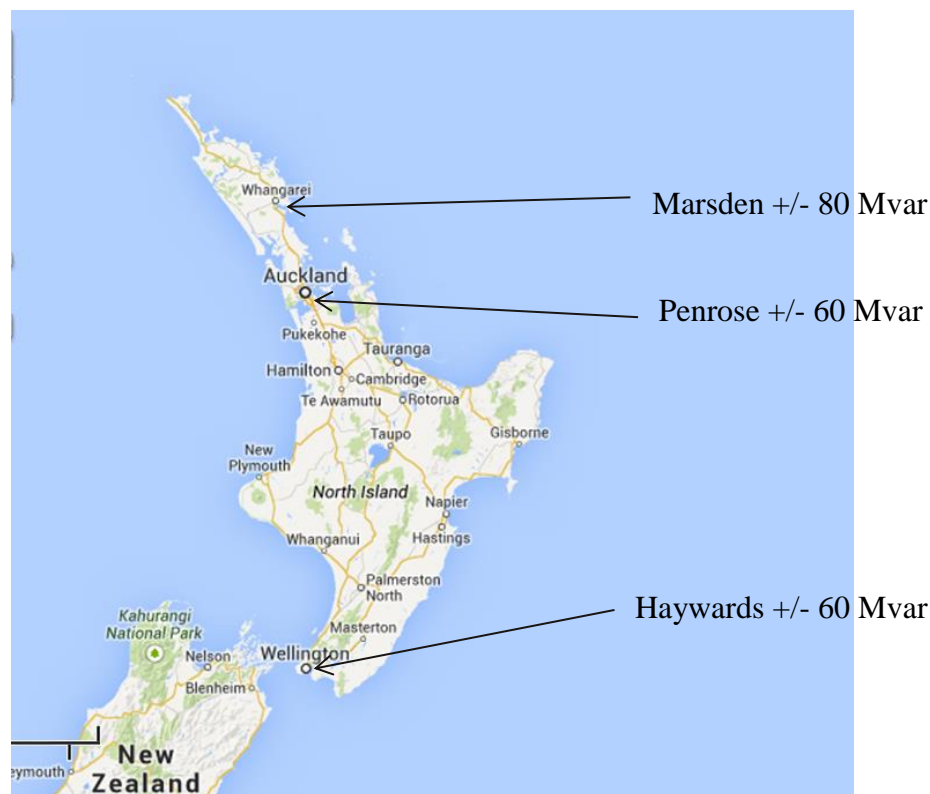 Whangarei
Marsden +/- 80 Mvar
Auckland
Penrose +/- 60 Mvar
Pukekohe
Tauranga
Hamilton
Cambridge
Te Awamutu
Rotorua
Taupo
Gisborne
New
Plymouth
North Island
Napier
Whanganui
Hastings
Palmerston
North
Haywards +/- 60 Mvar
Kahurangi
National Park
Masterton
Nelson
Wellington
Blenheim
New
Zealand
eymouth